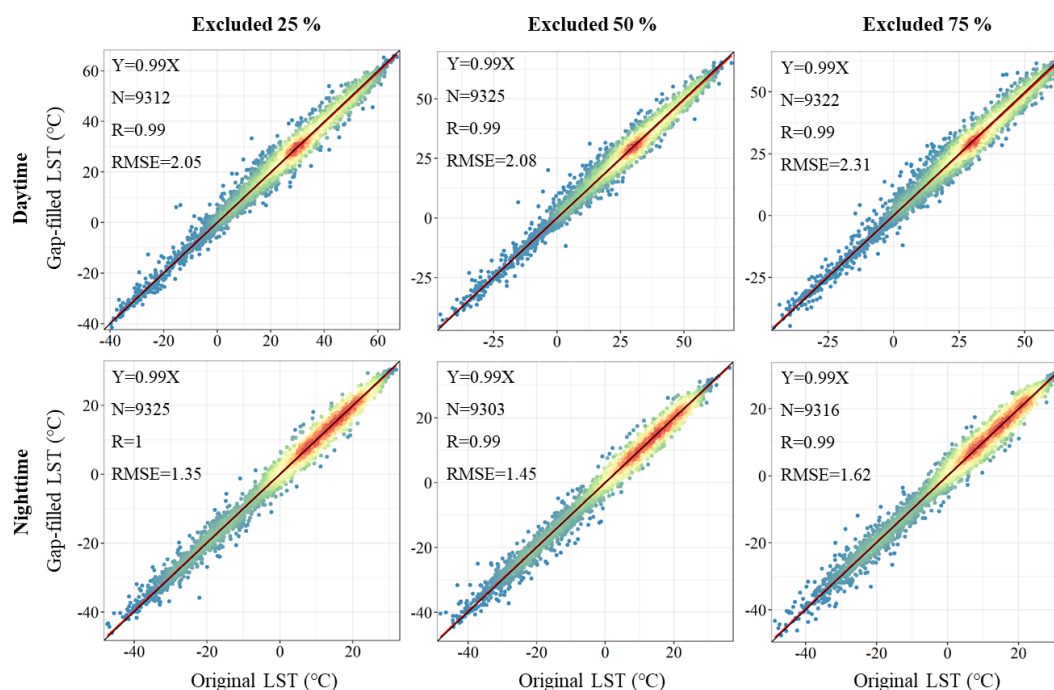 Excluded 25 %
Excluded 50 %
Excluded 75 %
Daytime
Gap-filled LST (°C)
60
40
20
0
-20
-40
Y=0.99X
N=9312
R=0.99
RMSE=2.05
-40 -20 0 20 40 60
50
25
0
-25
Y=0.99X
N=9325
R=0.99
RMSE=2.08
-25 0 25 50
50
25
0
-25
Y=0.99X
N=9322
R=0.99
RMSE=2.31
-25 0 25 50
Nighttime
Gap-filled LST (°C)
20
0
-20
-40
Y=0.99X
N=9325
R=1
RMSE=1.35
-40 -20 0 20
Original LST (°C)
20
0
-20
-40
Y=0.99X
N=9303
R=0.99
RMSE=1.45
-40 -20 0 20
Original LST (°C)
20
0
-20
-40
Y=0.99X
N=9316
R=0.99
RMSE=1.62
-40 -20 0 20
Original LST (°C)